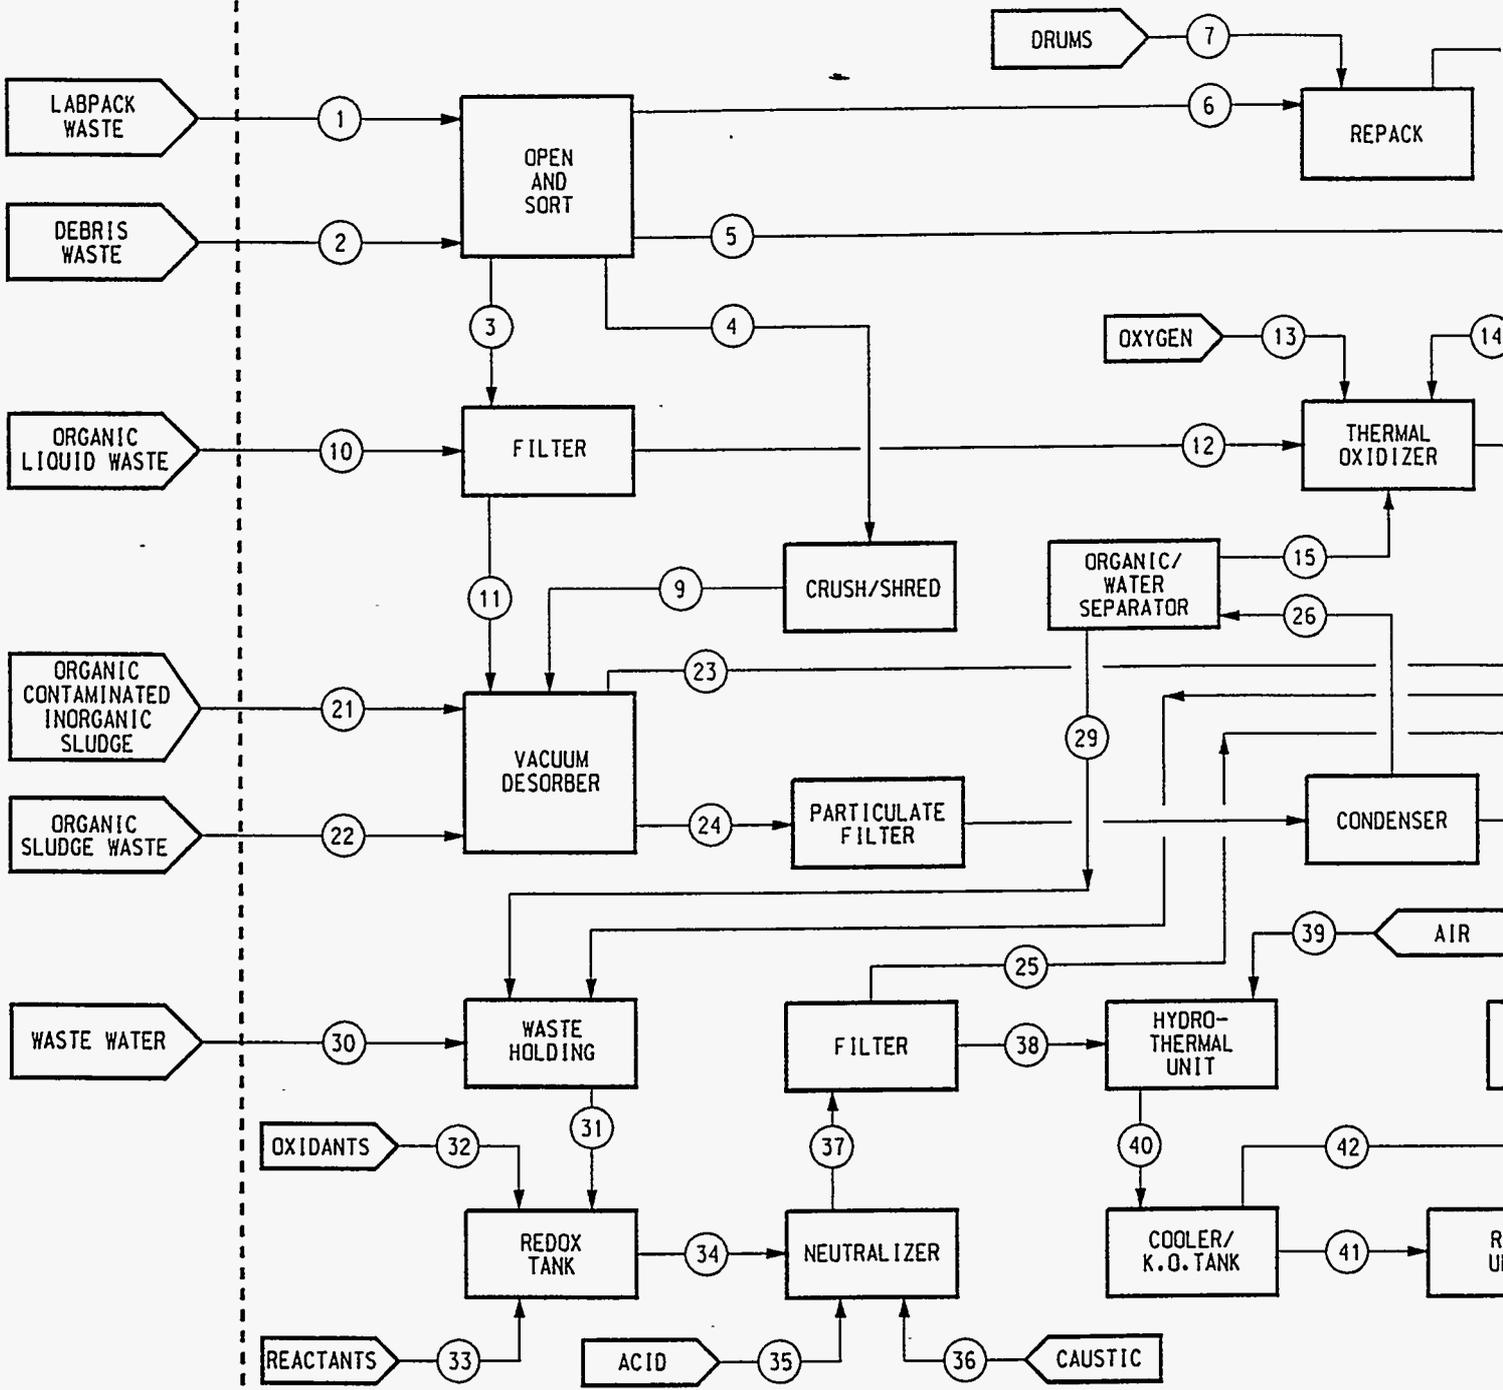 DRUMS
7
LABPACK
WASTE
1
6
REPACK
OPEN
AND
SORT
DEBRIS
WASTE
2
5
3
4
OXYGEN
13
14
ORGANIC
LIQUID WASTE
10
FILTER
12
THERMAL
OXIDIZER
11
9
CRUSH/SHRED
ORGANIC/
WATER
SEPARATOR
15
26
ORGANIC
CONTAMINATED
INORGANIC
SLUDGE
21
23
29
VACUUM
DESORBER
ORGANIC
SLUDGE WASTE
22
24
PARTICULATE
FILTER
CONDENSER
39
AIR
25
WASTE WATER
30
WASTE
HOLDING
FILTER
38
HYDRO-
THERMAL
UNIT
OXIDANTS
32
31
37
40
42
REDOX
TANK
34
NEUTRALIZER
COOLER/
K.O.TANK
41
R
U
REACTANTS
33
ACID
35
36
CAUSTIC